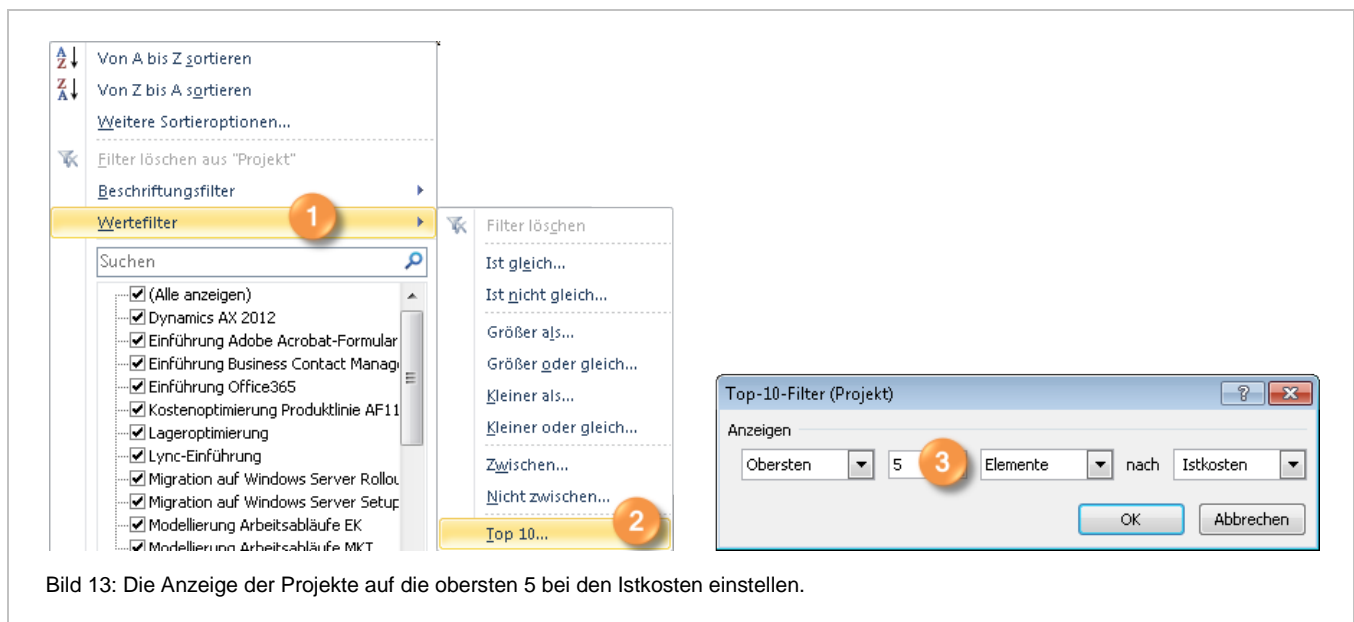 Von A bis Z sortieren
Von Z bis A sortieren
Weitere Sortieroptionen...
Filter löschen aus "Projekt"
Beschriftungsfilter
Wertefilter
1
Suchen
(Alle anzeigen)
Dynamics AX 2012
Einführung Adobe Acrobat-Formular
Einführung Business Contact Manag
Einführung Office365
Kostenoptimierung Produktlinie AF11
Lageroptimierung
Lync-Einführung
Migration auf Windows Server Rollou
Migration auf Windows Server Setup
Modellierung Arbeitsabläufe EK
Modellierung Arbeitsabläufe MKT
Filter löschen
Ist gleich...
Ist nicht gleich...
Größer als...
Größer oder gleich...
Kleiner als...
Kleiner oder gleich...
Zwischen...
Nicht zwischen...
Top 10...
2
Top-10-Filter (Projekt)
Anzeigen
Obersten 5 3 Elemente nach Istkosten
OK Abbrechen
Bild 13: Die Anzeige der Projekte auf die obersten 5 bei den Istkosten einstellen.